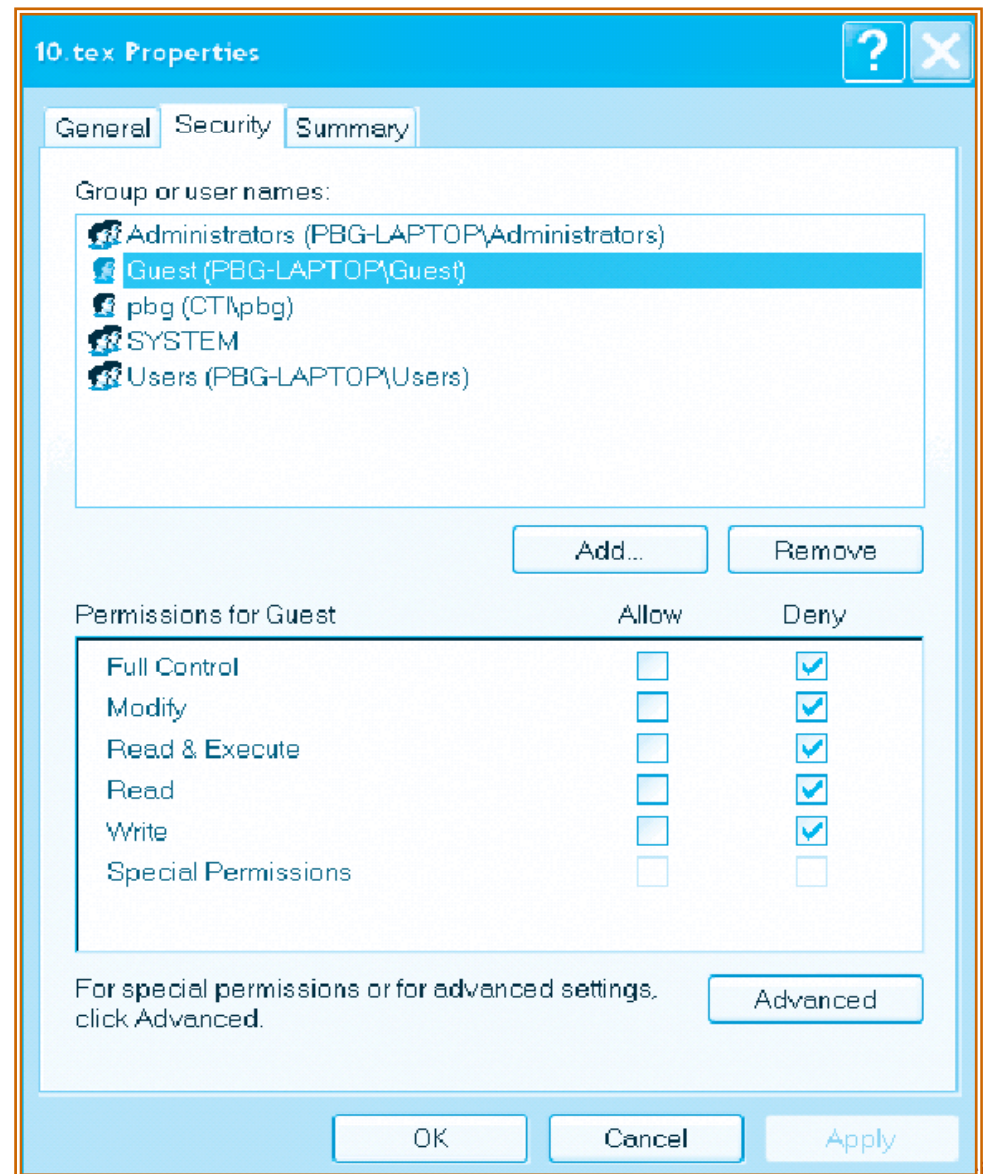 10.tex Properties
General Security Summary
Group or user names:
Administrators (PBG-LAPTOP\Administrators)
Guest (PBG-LAPTOP\Guest)
pbg (CTI\pbg)
SYSTEM
Users (PBG-LAPTOP\Users)
Add... Remove
Permissions for Guest Allow Deny
Full Control
Modify
Read & Execute
Read
Write
Special Permissions
For special permissions or for advanced settings,
click Advanced.
Advanced
OK Cancel Apply